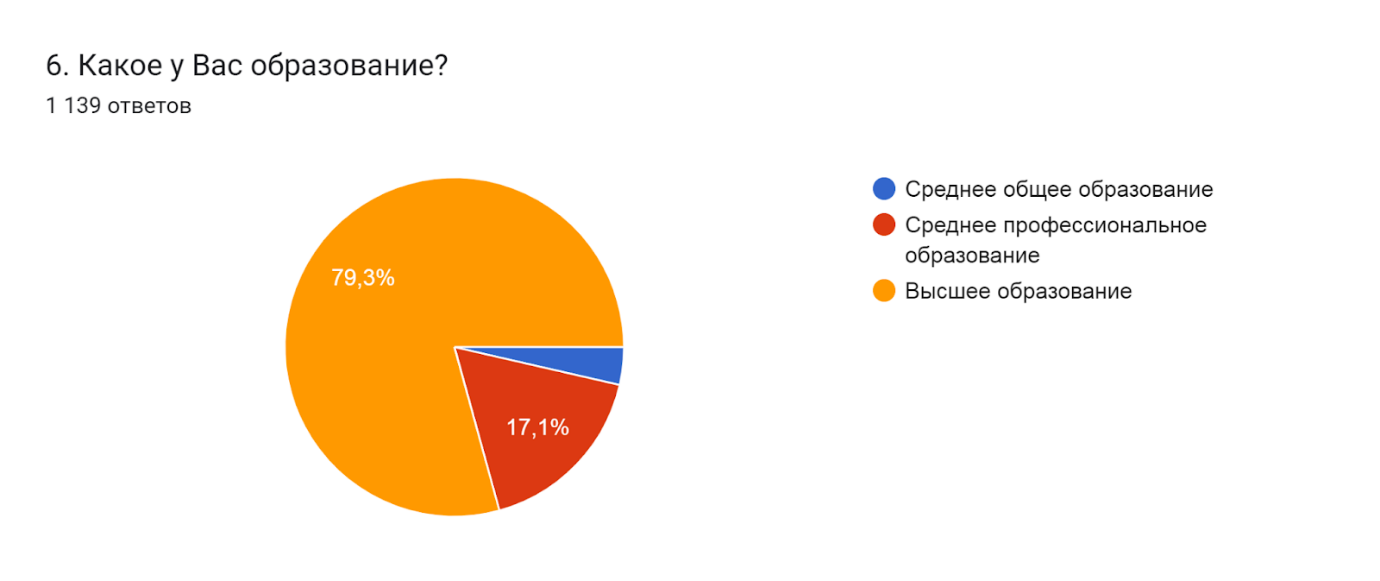 6. Какое у Вас образование?
1 139 ответов
Среднее общее образование
Среднее профессиональное
образование
Высшее образование
79,3%
17,1%